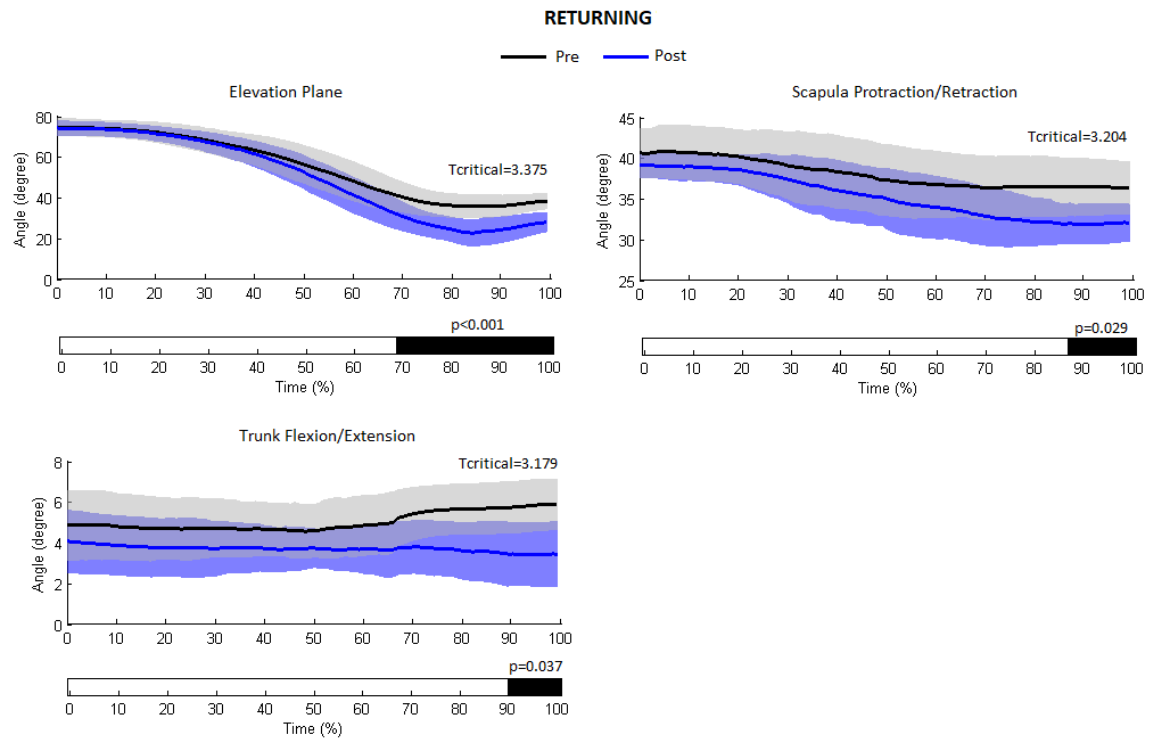 RETURNING
Pre Post
Elevation Plane
Angle (degree)
80
60
40
20
0
Tcritical=3.375
0 10 20 30 40 50 60 70 80 90 100
p<0.001
0 10 20 30 40 50 60 70 80 90 100
Time (%)
Scapula Protraction/Retraction
Angle (degree)
45
40
35
30
25
Tcritical=3.204
0 10 20 30 40 50 60 70 80 90 100
p=0.029
0 10 20 30 40 50 60 70 80 90 100
Time (%)
Trunk Flexion/Extension
Angle (degree)
8
6
4
2
0
Tcritical=3.179
0 10 20 30 40 50 60 70 80 90 100
p=0.037
0 10 20 30 40 50 60 70 80 90 100
Time (%)